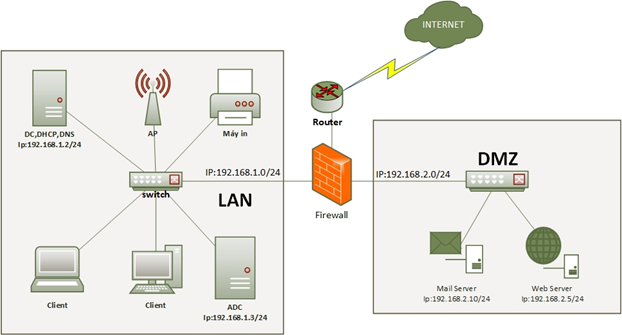 INTERNET
DC,DHCP,DNS
Ip:192.168.1.2/24
AP
Máy in
Router
IP:192.168.1.0/24
switch
LAN
Firewall
IP:192.168.2.0/24
DMZ
Client
Client
ADC
Ip:192.168.1.3/24
Mail Server
Ip:192.168.2.10/24
Web Server
Ip:192.168.2.5/24